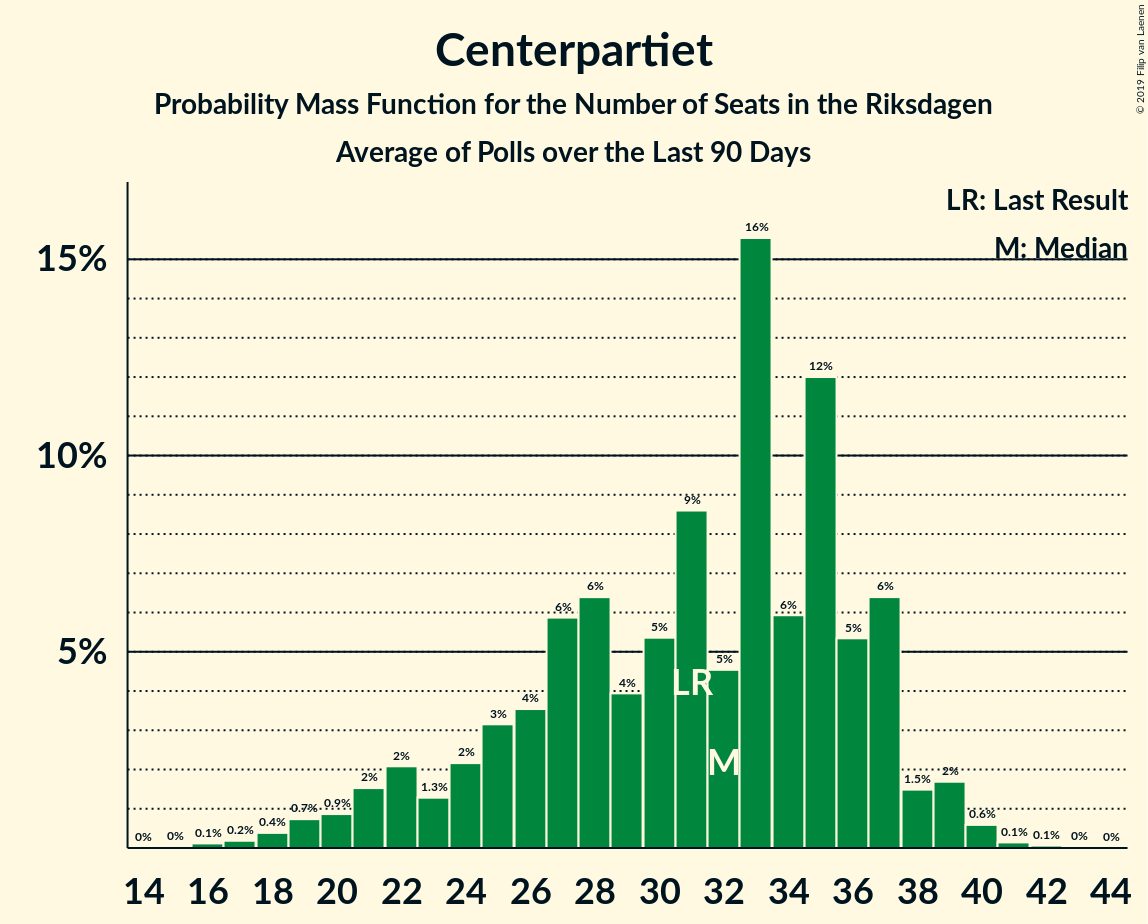 Centerpartiet
Probability Mass Function for the Number of Seats in the Riksdagen
Average of Polls over the Last 90 Days
© 2019 Filip van Laenen
LR: Last Result
M: Median
15%
10%
5%
0% 0% 0.1% 0.2% 0.4% 0.7% 0.9% 2% 2% 1.3% 2% 3% 4% 6% 6% 4% 5% 9% 5% 16% 6% 12% 5% 6% 1.5% 2% 0.6% 0.1% 0.1% 0% 0%
LR
M
14 16 18 20 22 24 26 28 30 32 34 36 38 40 42 44